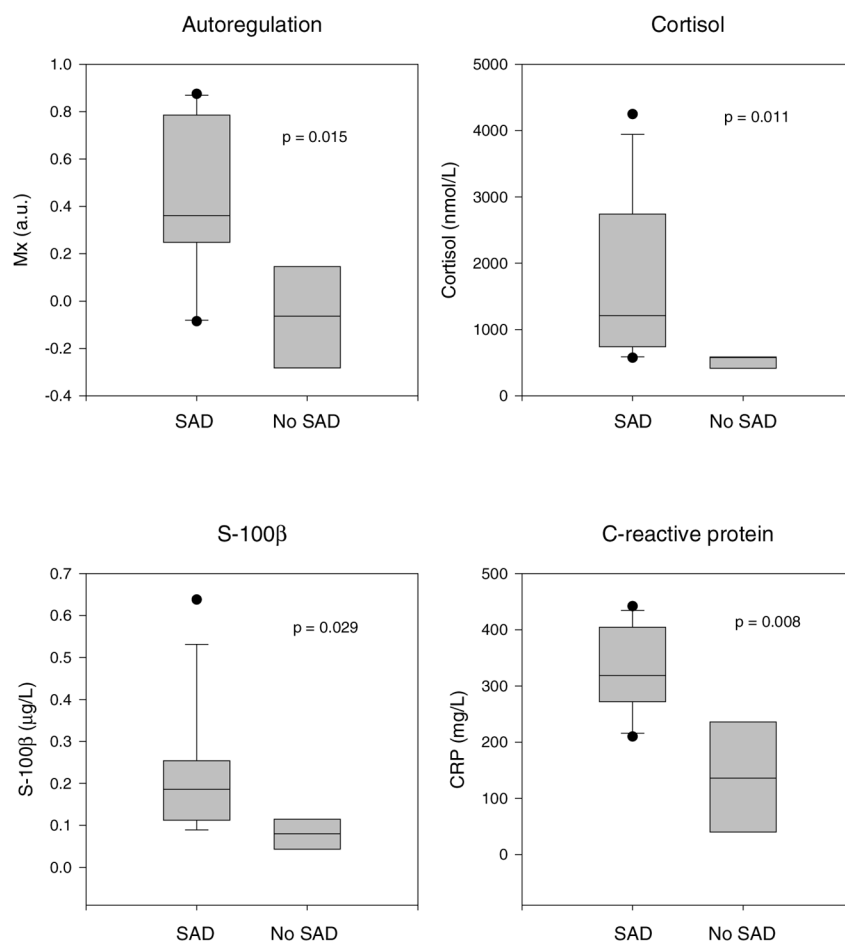 Autoregulation
1.0
0.8
0.6
0.4
0.2
0.0
-0.2
-0.4
Mx (a.u.)
p = 0.015
SAD No SAD
Cortisol
5000
4000
3000
2000
1000
0
Cortisol (nmol/L)
p = 0.011
SAD No SAD
S-100β
0.7
0.6
0.5
0.4
0.3
0.2
0.1
0.0
S-100β (μg/L)
p = 0.029
SAD No SAD
C-reactive protein
500
400
300
200
100
0
CRP (mg/L)
p = 0.008
SAD No SAD